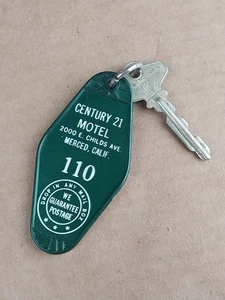 CENTURY 21
MOTEL
2000 E. CHILDS AVE.
MERCED, CALIF.
110
DROP IN ANY MAIL BOX
WE
GUARANTEE
POSTAGE